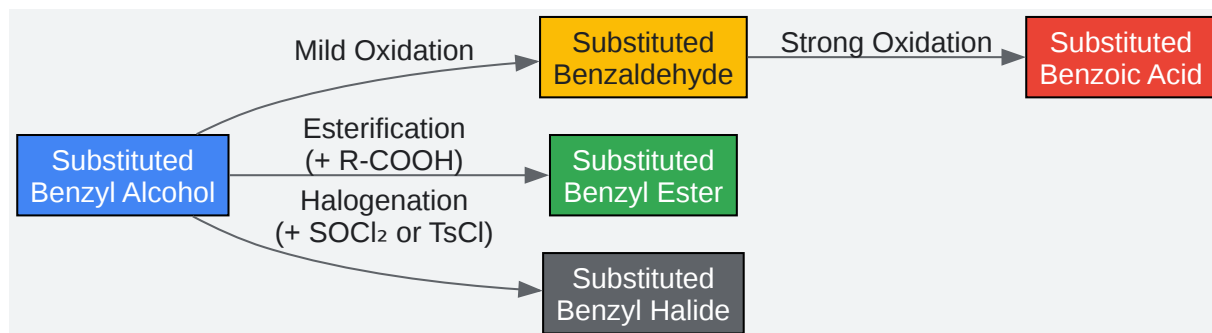 Mild Oxidation
Substituted
Benzaldehyde
Strong Oxidation
Substituted
Benzoic Acid
Substituted
Benzyl Alcohol
Esterification
(+ R-COOH)
Substituted
Benzyl Ester
Halogenation
(+ SOCl₂ or TsCl)
Substituted
Benzyl Halide